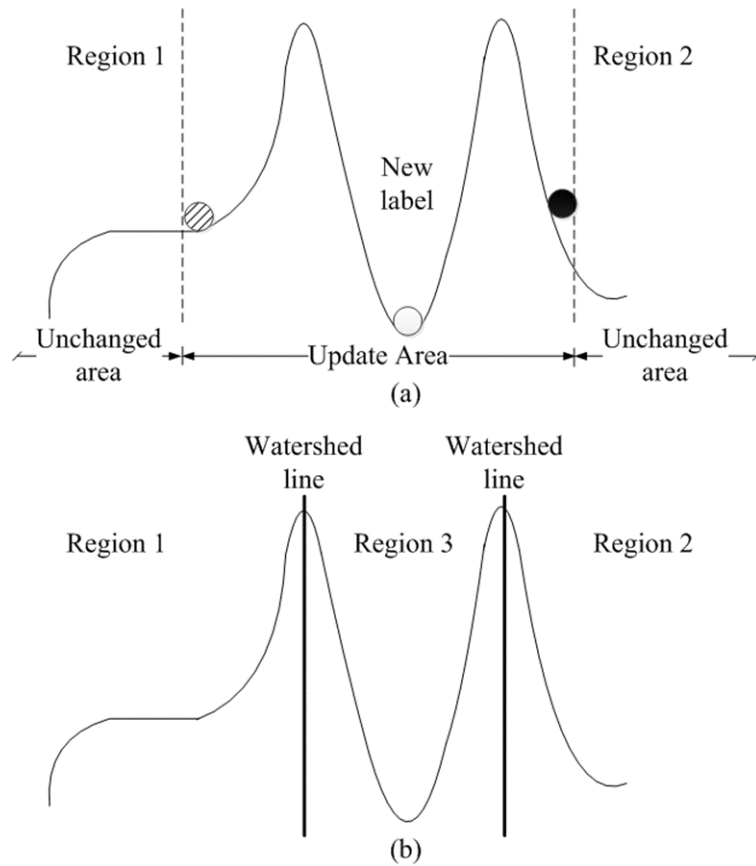 Region 1
Region 2
New
label
Unchanged
area
Update Area
Unchanged
area
(a)
Watershed
line
Watershed
line
Region 1
Region 3
Region 2
(b)